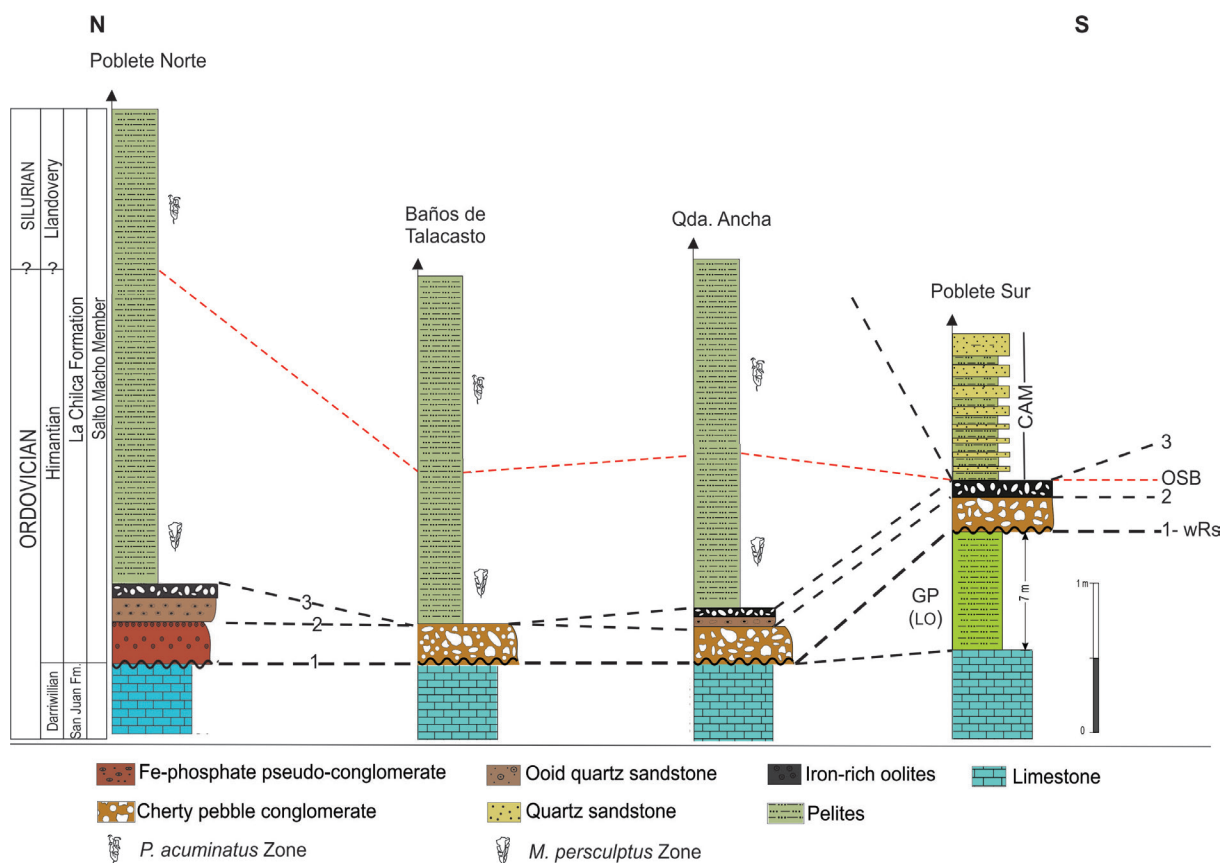 N
S
Poblete Norte
Baños de
Talacasto
Qda. Ancha
Poblete Sur
SILURIAN
Llandovery
?
?
ORDOVICIAN
Hirnantian
La Chilca Formation
Salto Macho Member
Darriwillian
San Juan Fm.
CAM
3
OSB
2
1- wRs
3
2
1
GP
(LO)
7 m
1 m
0
Fe-phosphate pseudo-conglomerate
Ooid quartz sandstone
Iron-rich oolites
Limestone
Cherty pebble conglomerate
Quartz sandstone
Pelites
P. acuminatus Zone
M. persculptus Zone